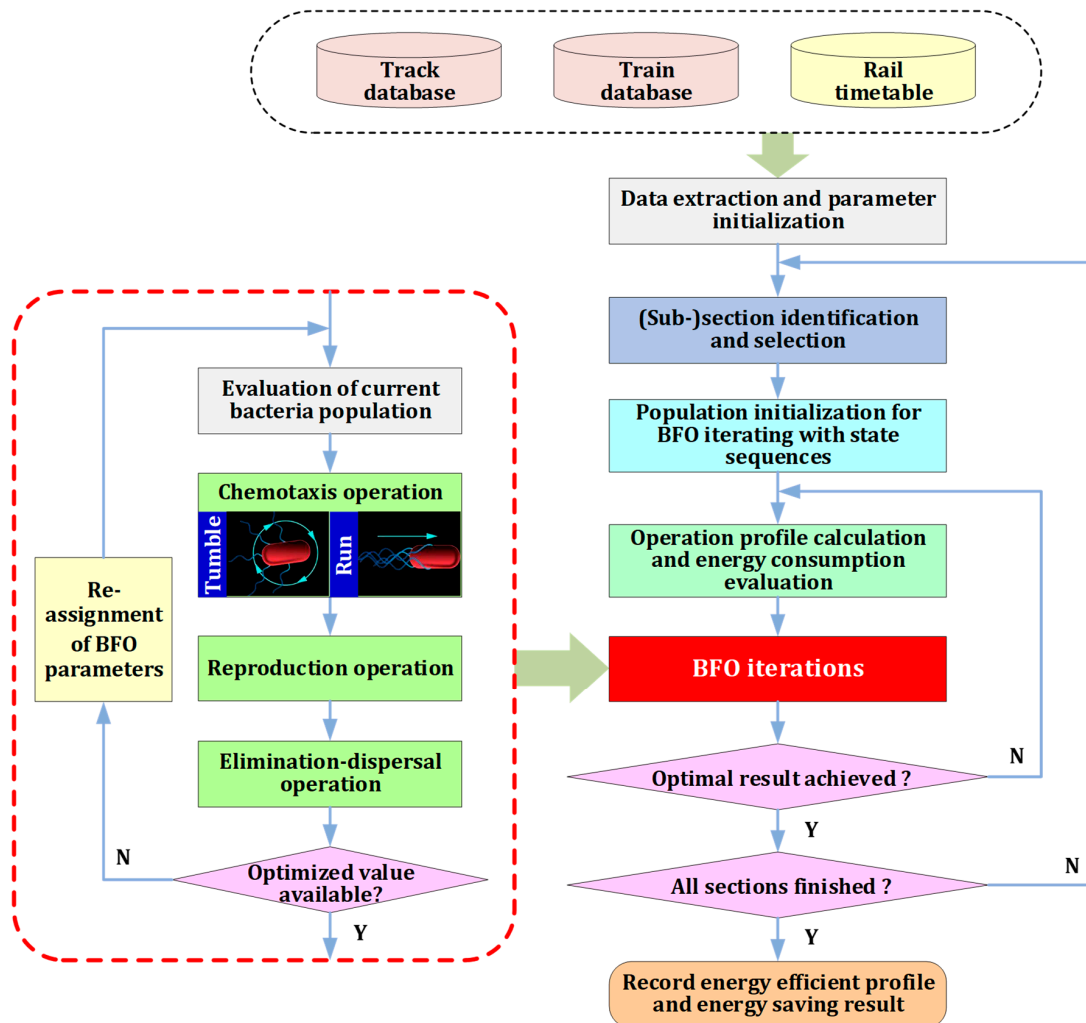 Track
database
Train
database
Rail
timetable
Data extraction and parameter
initialization
(Sub-)section identification
and selection
Population initialization for
BFO iterating with state
sequences
Operation profile calculation
and energy consumption
evaluation
BFO iterations
Optimal result achieved ?
N
Y
All sections finished ?
N
Y
Record energy efficient profile
and energy saving result
Evaluation of current
bacteria population
Chemotaxis operation
Tumble
Run
Reproduction operation
Elimination-dispersal
operation
Optimized value
available?
N
Y
Re-
assignment
of BFO
parameters